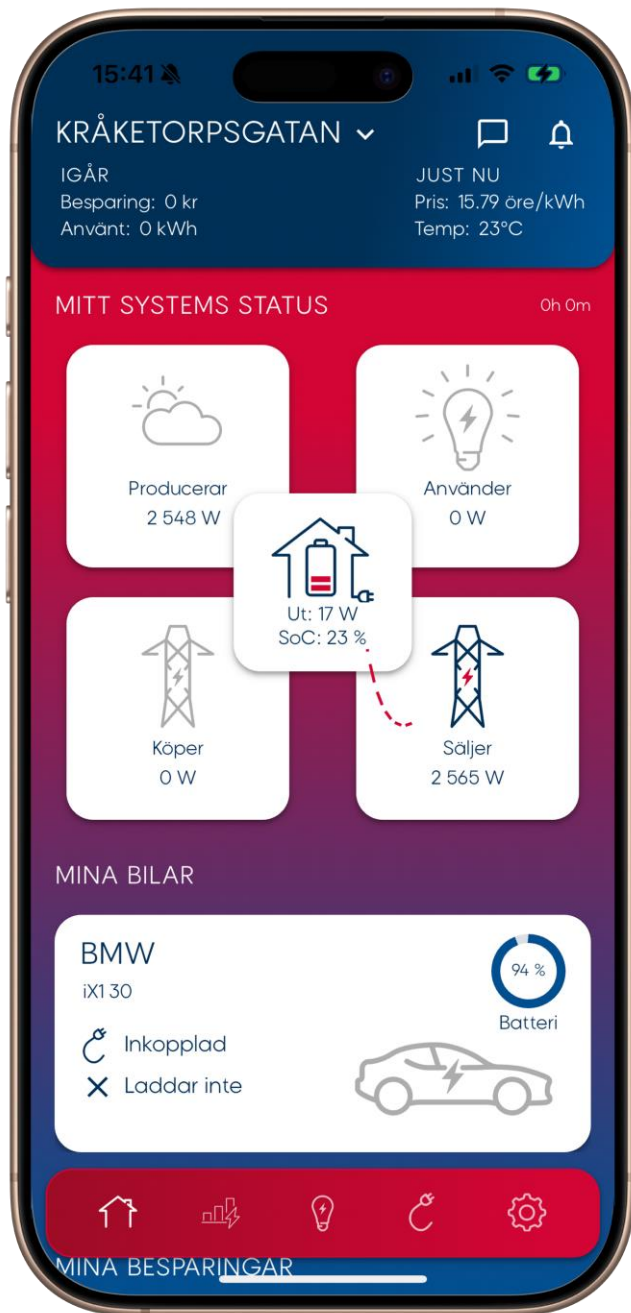 15:41
KRÅKETORPSGATAN
IGÅR
Besparing: 0 kr
Använt: 0 kWh
JUST NU
Pris: 15.79 öre/kWh
Temp: 23°C
MITT SYSTEMS STATUS
0h 0m
Producerar
2 548 W
Använder
0 W
Ut: 17 W
SoC: 23 %
Köper
0 W
Säljer
2 565 W
MINA BILAR
BMW
iX1 30
94 %
Batteri
Inkopplad
Laddar inte
MINA BESPARINGAR